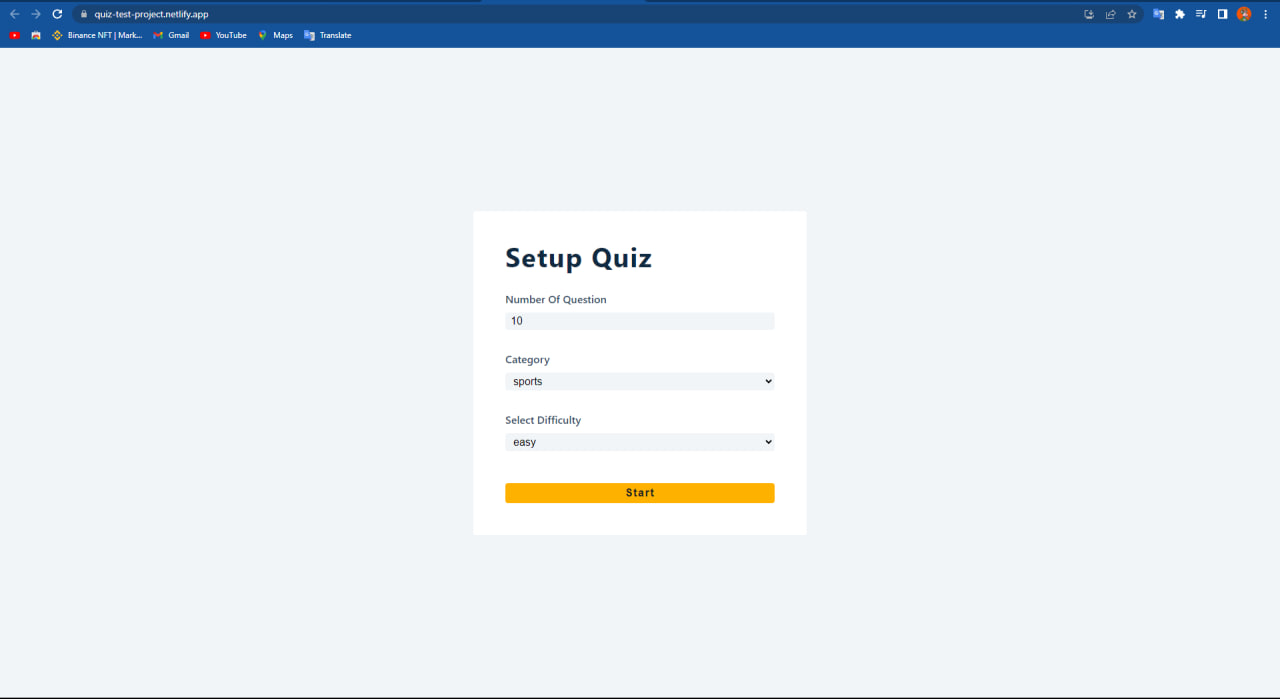 quiz-test-project.netlify.app
Binance NFT | Mark... Gmail YouTube Maps Translate
Setup Quiz
Number Of Question
10
Category
sports
Select Difficulty
easy
Start